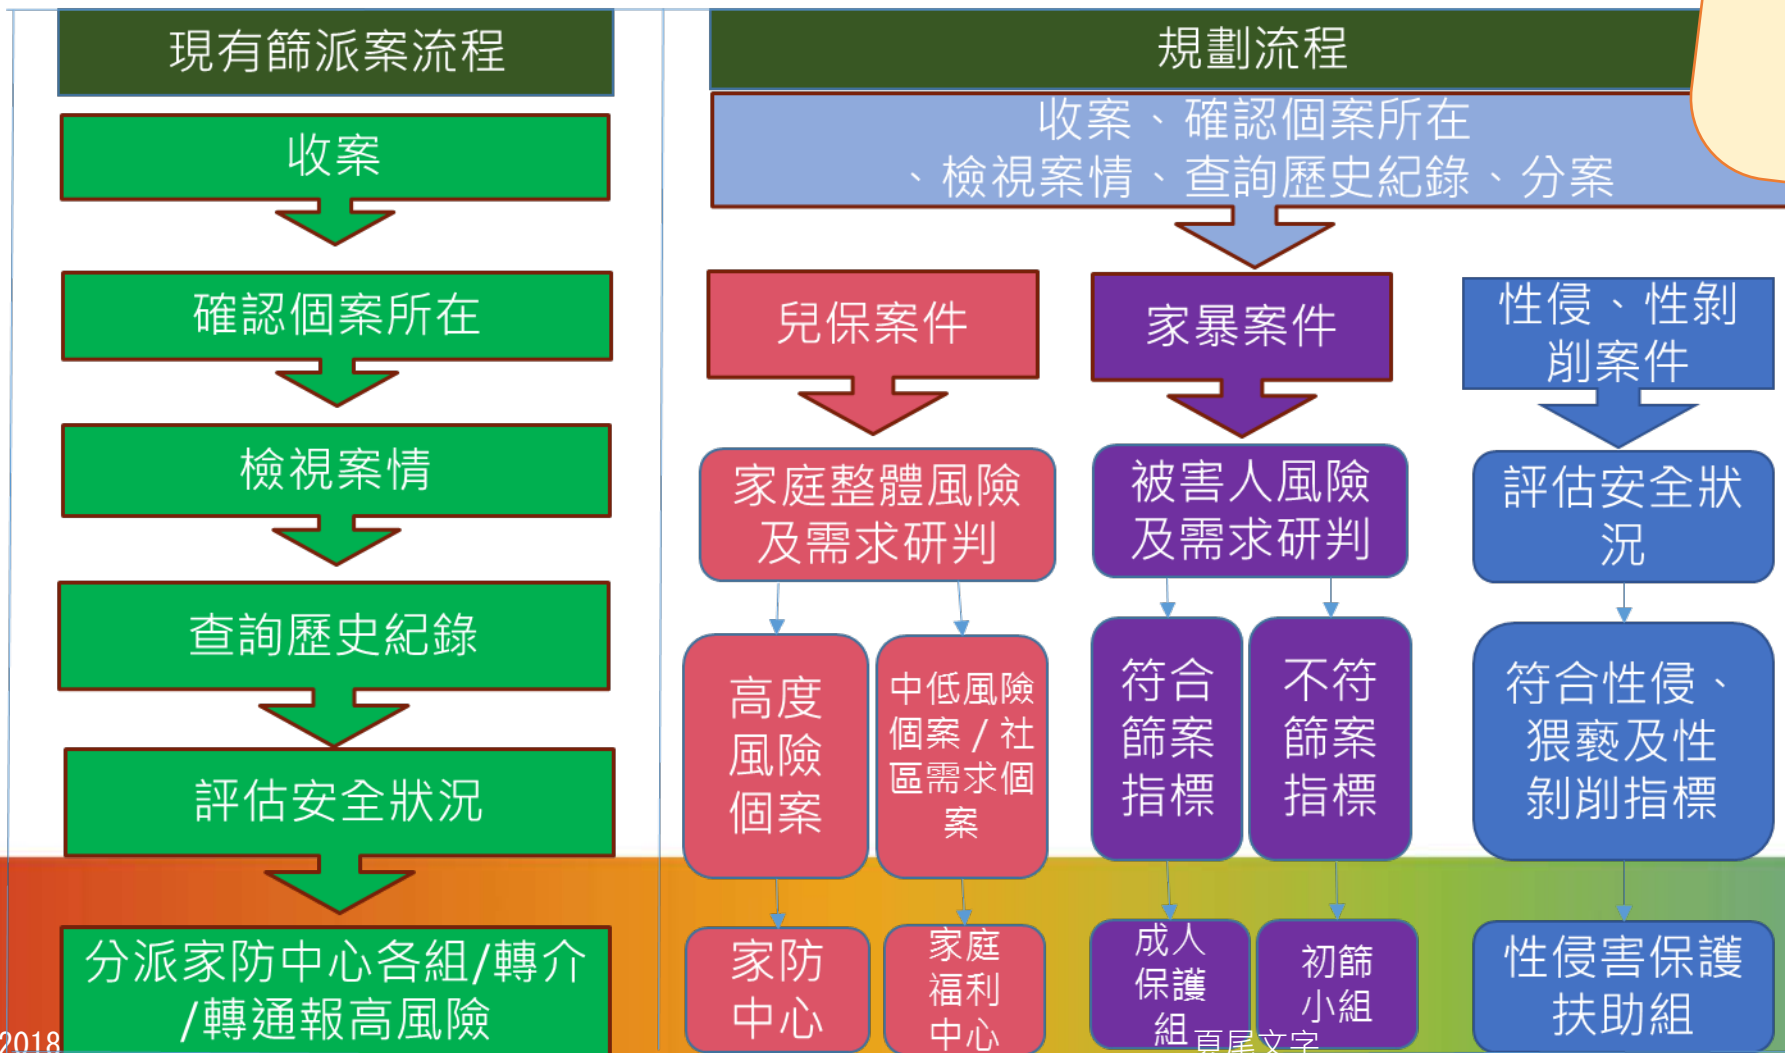 現有篩派案流程
收案
確認個案所在
檢視案情
查詢歷史紀錄
評估安全狀況
分派家防中心各組/轉介
/轉通報高風險
規劃流程
收案、確認個案所在
、檢視案情、查詢歷史紀錄、分案
兒保案件
家庭整體風險
及需求研判
高度
風險
個案
家防
中心
中低風險
個案/社
區需求個
案
家庭
福利
中心
家暴案件
被害人風險
及需求研判
符合
篩案
指標
成人
保護
組
不符
篩案
指標
初篩
小組
性侵、性剝
削案件
評估安全狀
況
符合性侵、
猥褻及性
剝削指標
性侵害保護
扶助組
2018
頁尾文字